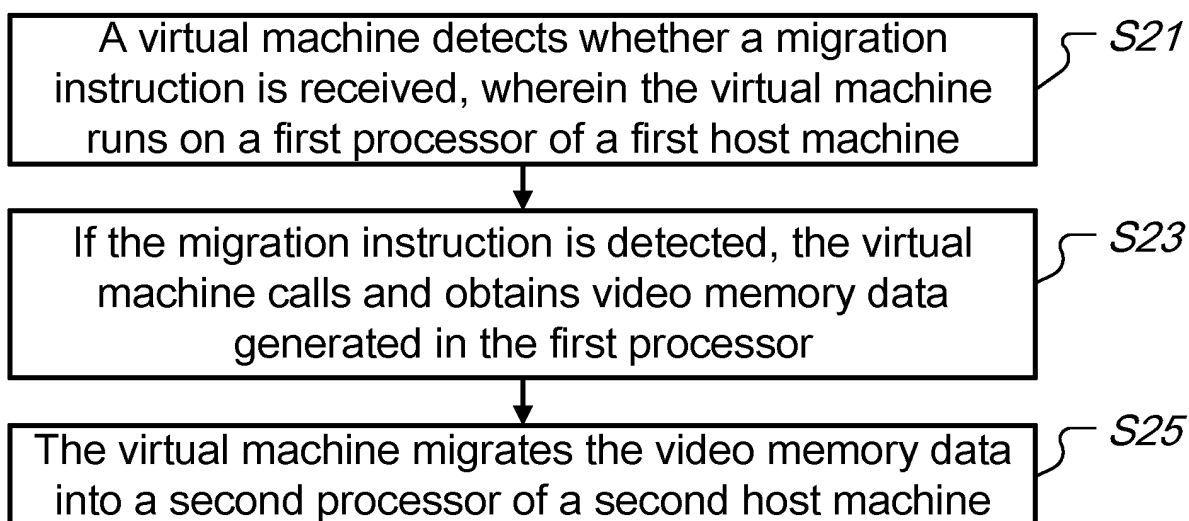 A virtual machine detects whether a migration
instruction is received, wherein the virtual machine
runs on a first processor of a first host machine
S21
If the migration instruction is detected, the virtual
machine calls and obtains video memory data
generated in the first processor
S23
The virtual machine migrates the video memory data
into a second processor of a second host machine
S25